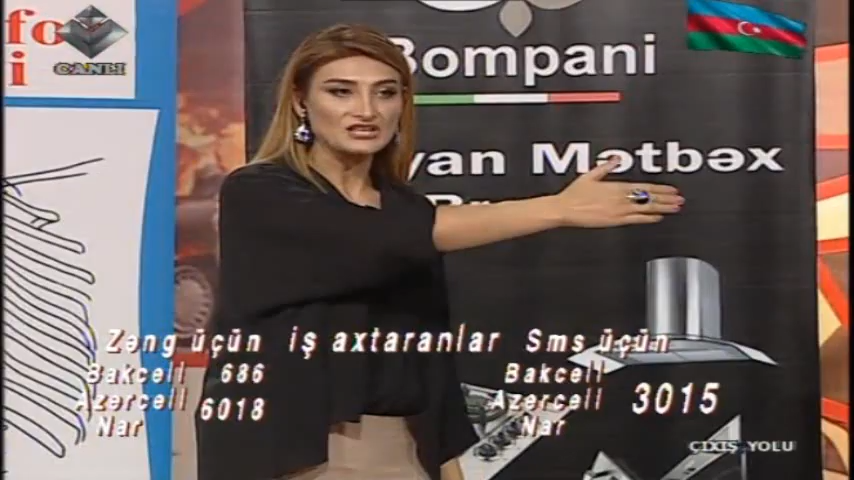 fo
i
CANLI
Bompani
yan Mətbəx
Zəng üçün iş axtaranlar Sms üçün
Bakcell 686
Azercell 6018
Nar
Bakcell
Azercell 3015
Nar
ÇIXIŞ YOLU